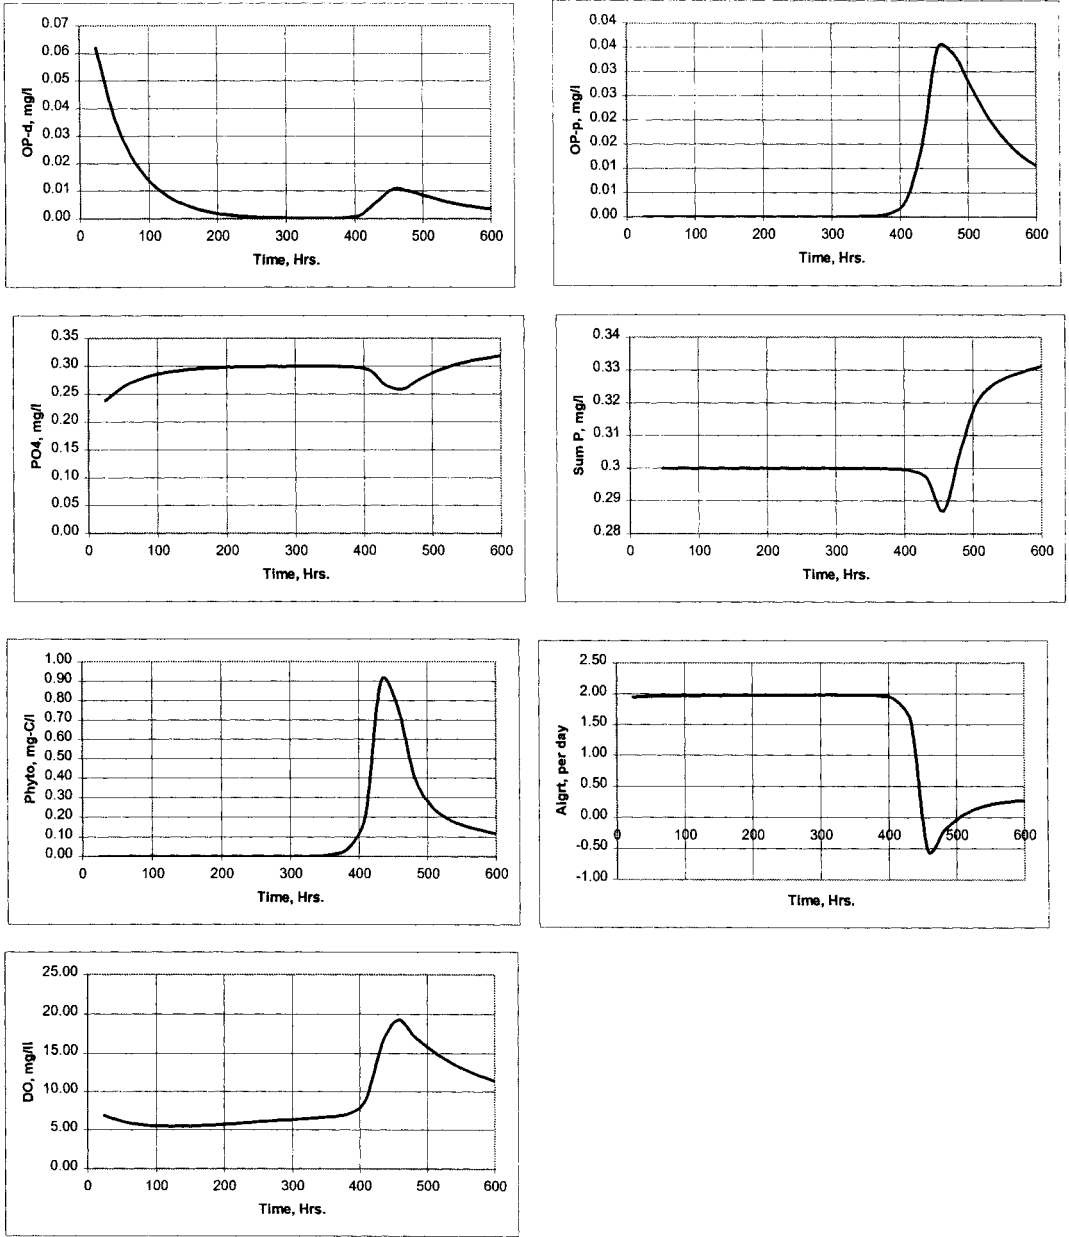 0.07
0.06
0.05
0.04
0.03
0.02
0.01
0.00
OP-d, mg/l
0 100 200 300 400 500 600
Time, Hrs.
0.04
0.04
0.03
0.03
0.02
0.02
0.01
0.01
0.00
OP-p, mg/l
0 100 200 300 400 500 600
Time, Hrs.
0.35
0.30
0.25
0.20
0.15
0.10
0.05
0.00
PO4, mg/l
0 100 200 300 400 500 600
Time, Hrs.
0.34
0.33
0.32
0.31
0.3
0.29
0.28
Sum P, mg/l
0 100 200 300 400 500 600
Time, Hrs.
1.00
0.90
0.80
0.70
0.60
0.50
0.40
0.30
0.20
0.10
0.00
Phyto, mg-C/l
0 100 200 300 400 500 600
Time, Hrs.
2.50
2.00
1.50
1.00
0.50
0.00
-0.50
-1.00
Algrt, per day
0 100 200 300 400 500 600
Time, Hrs.
25.00
20.00
15.00
10.00
5.00
0.00
DO, mg/ll
0 100 200 300 400 500 600
Time, Hrs.